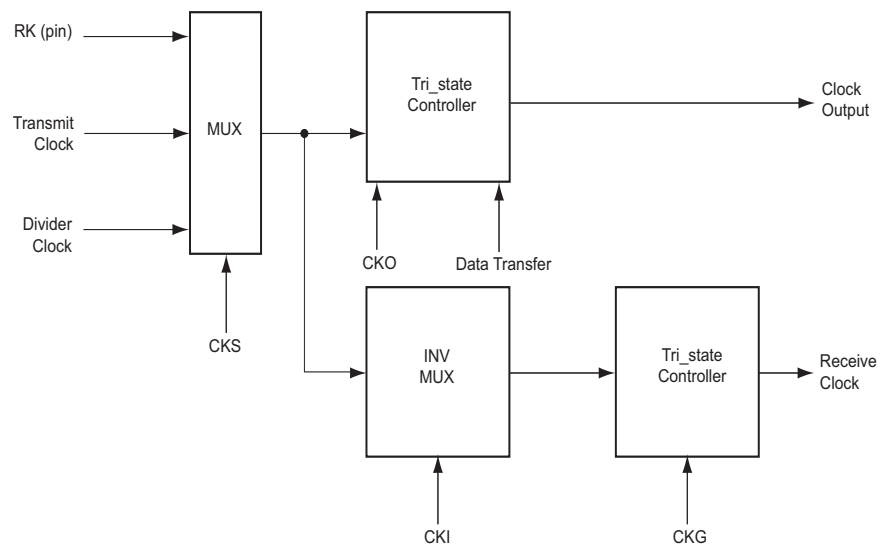 RK (pin)
Transmit
Clock
Divider
Clock
MUX
CKS
Tri_state
Controller
CKO
Data Transfer
Clock
Output
INV
MUX
CKI
Tri_state
Controller
CKG
Receive
Clock